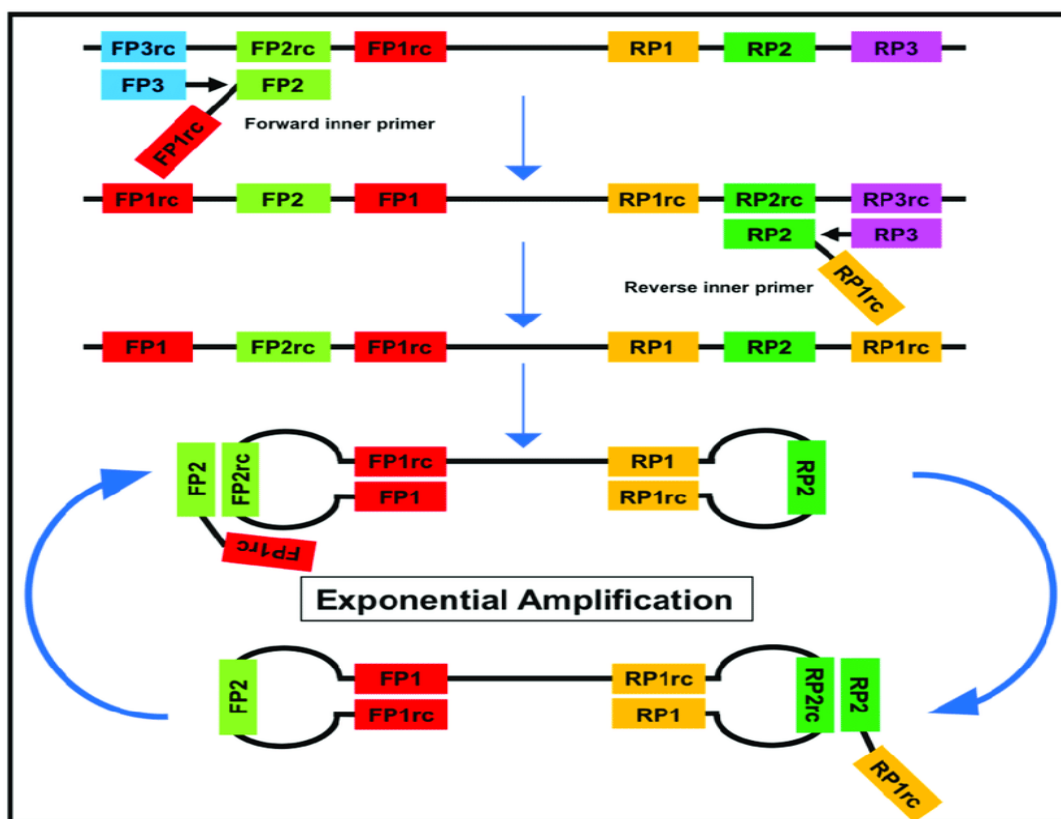 FP3rc FP2rc FP1rc RP1 RP2 RP3
FP3 FP2
FP1rc
Forward inner primer
FP1rc FP2 FP1 RP1rc RP2rc RP3rc
RP2 RP3
RP1rc
Reverse inner primer
FP1 FP2rc FP1rc RP1 RP2 RP1rc
FP2 FP2rc FP1rc RP1 RP2
FP1 RP1rc
FP1rc
Exponential Amplification
FP2 FP1 RP1rc RP2rc RP2
FP1rc RP1
RP1rc